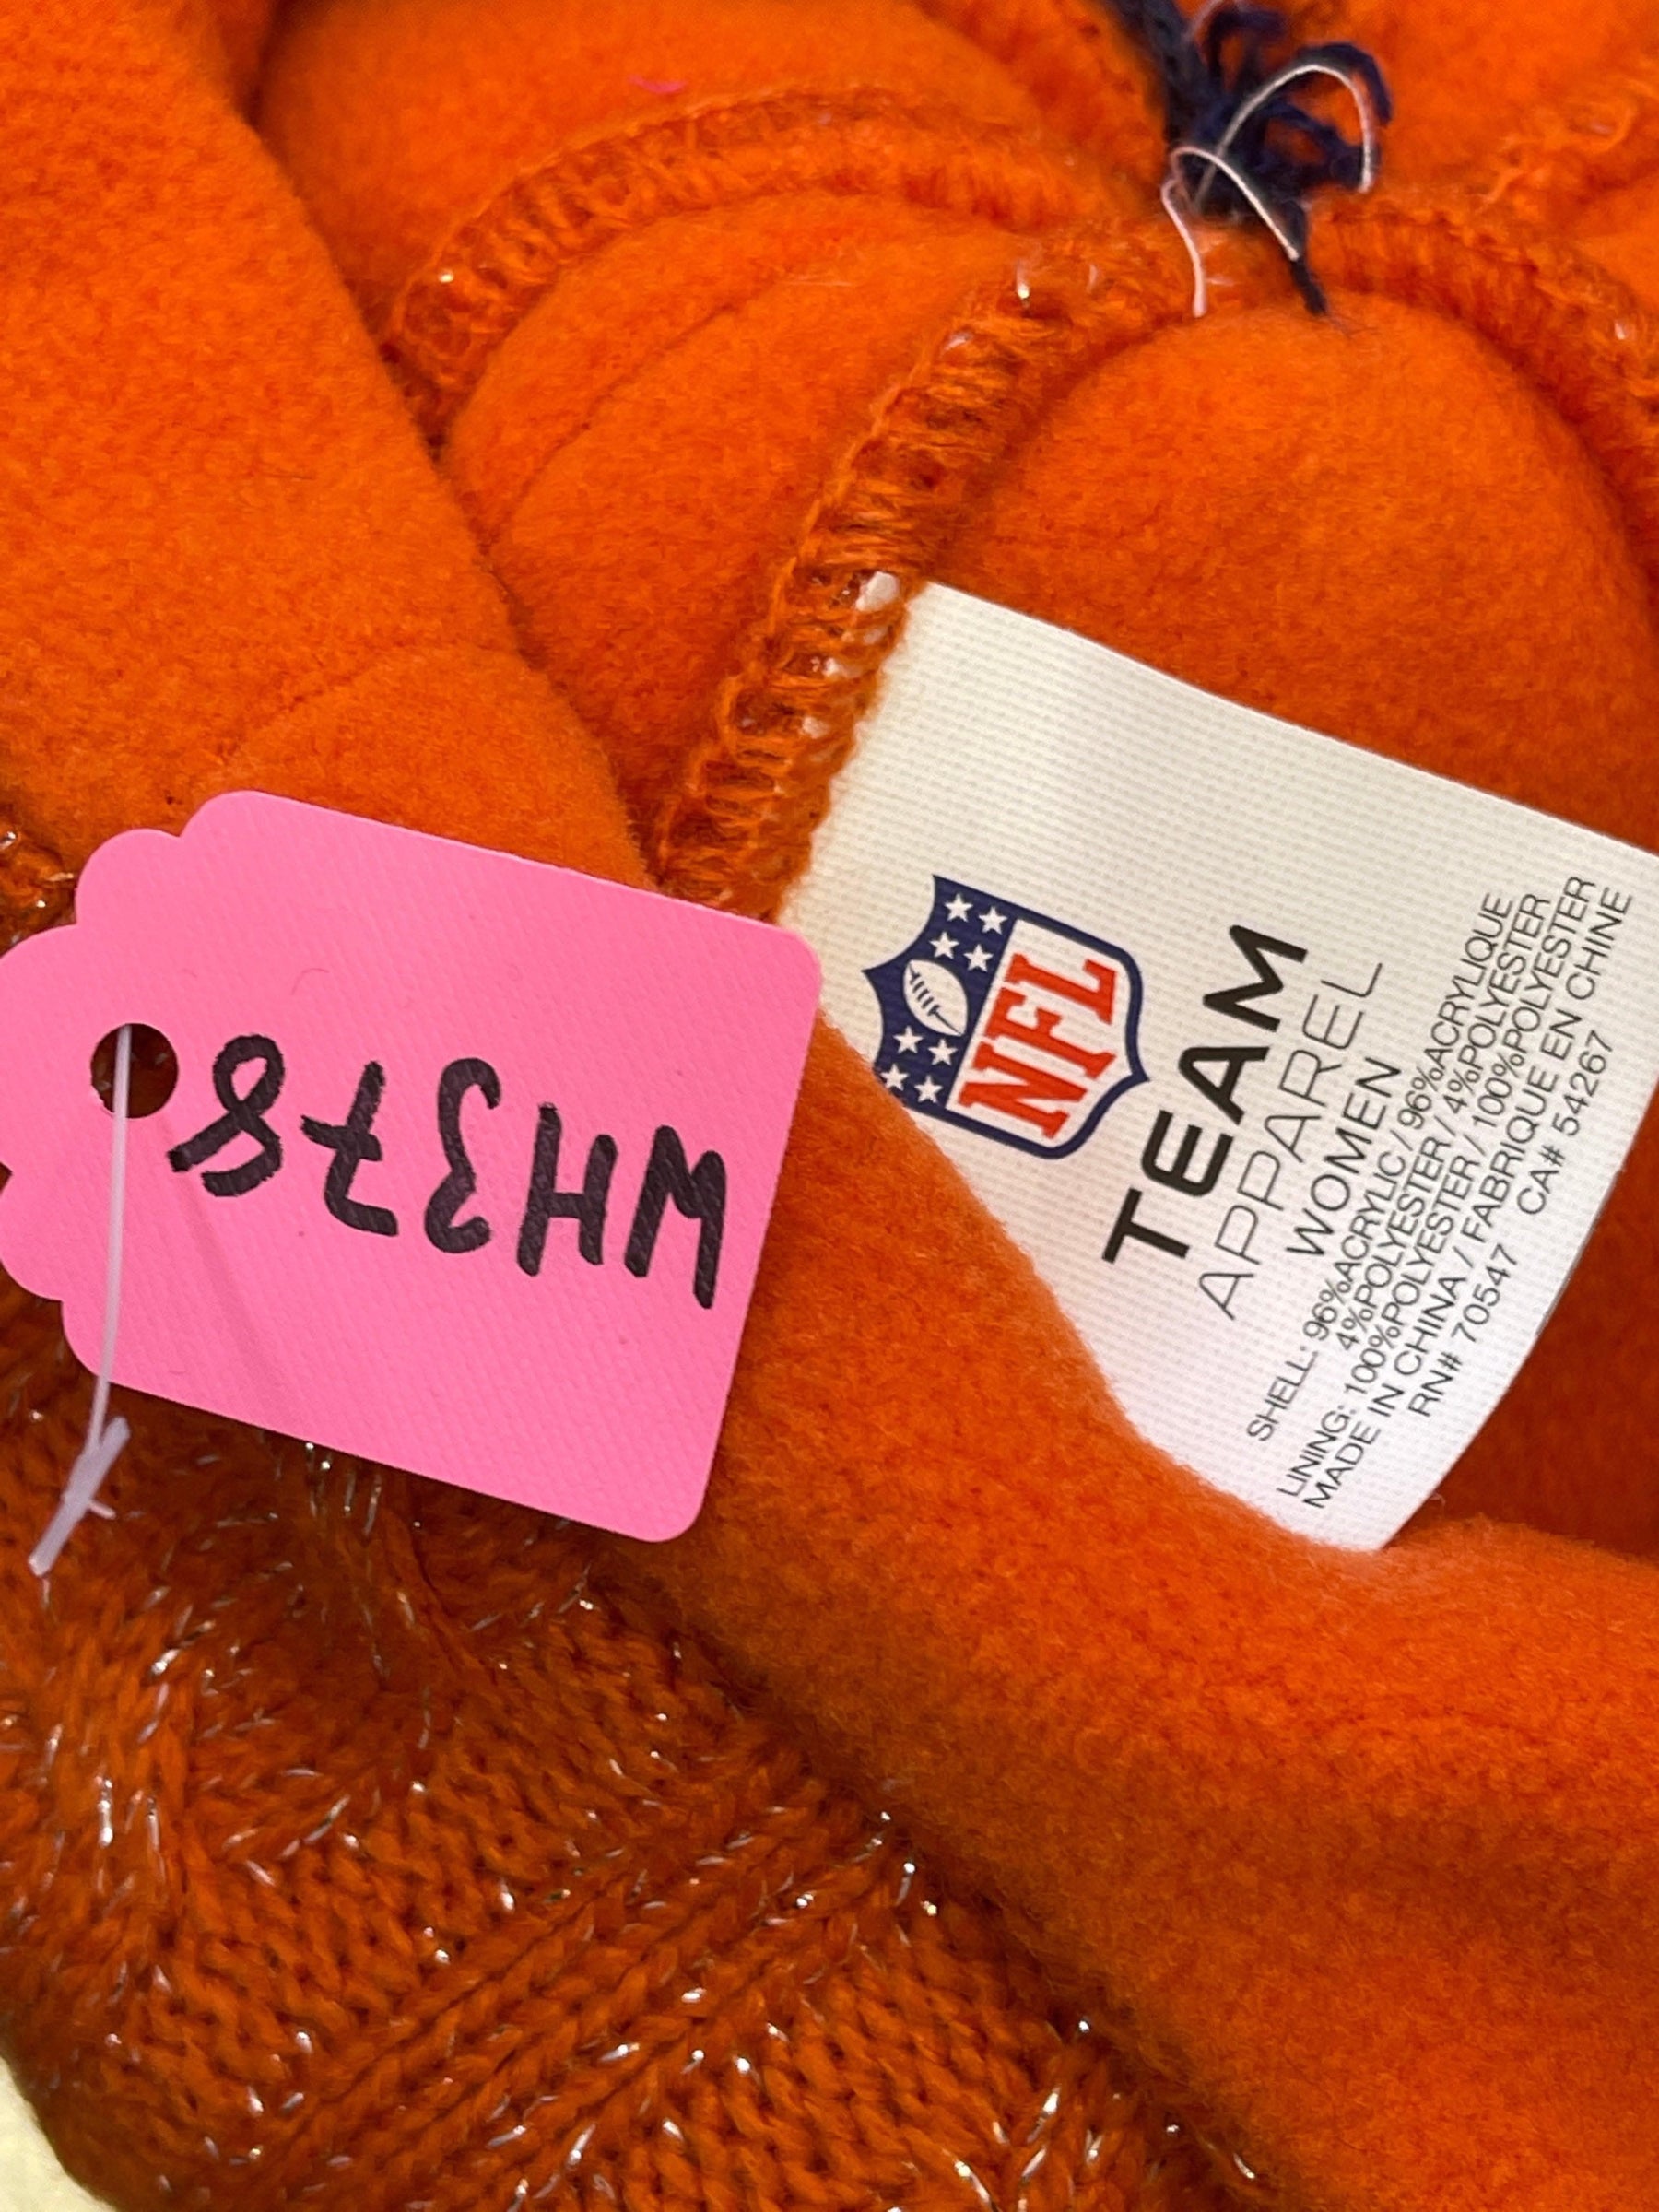 WH378
NFL
TEAM
APPAREL
WOMEN
SHELL: 96%ACRYLIC / 96%ACRYLIQUE
4%POLYESTER / 4%POLYESTER
LINING: 100%POLYESTER / 100%POLYESTER
MADE IN CHINA / FABRIQUE EN CHINE
RN# 70547 CA# 54267